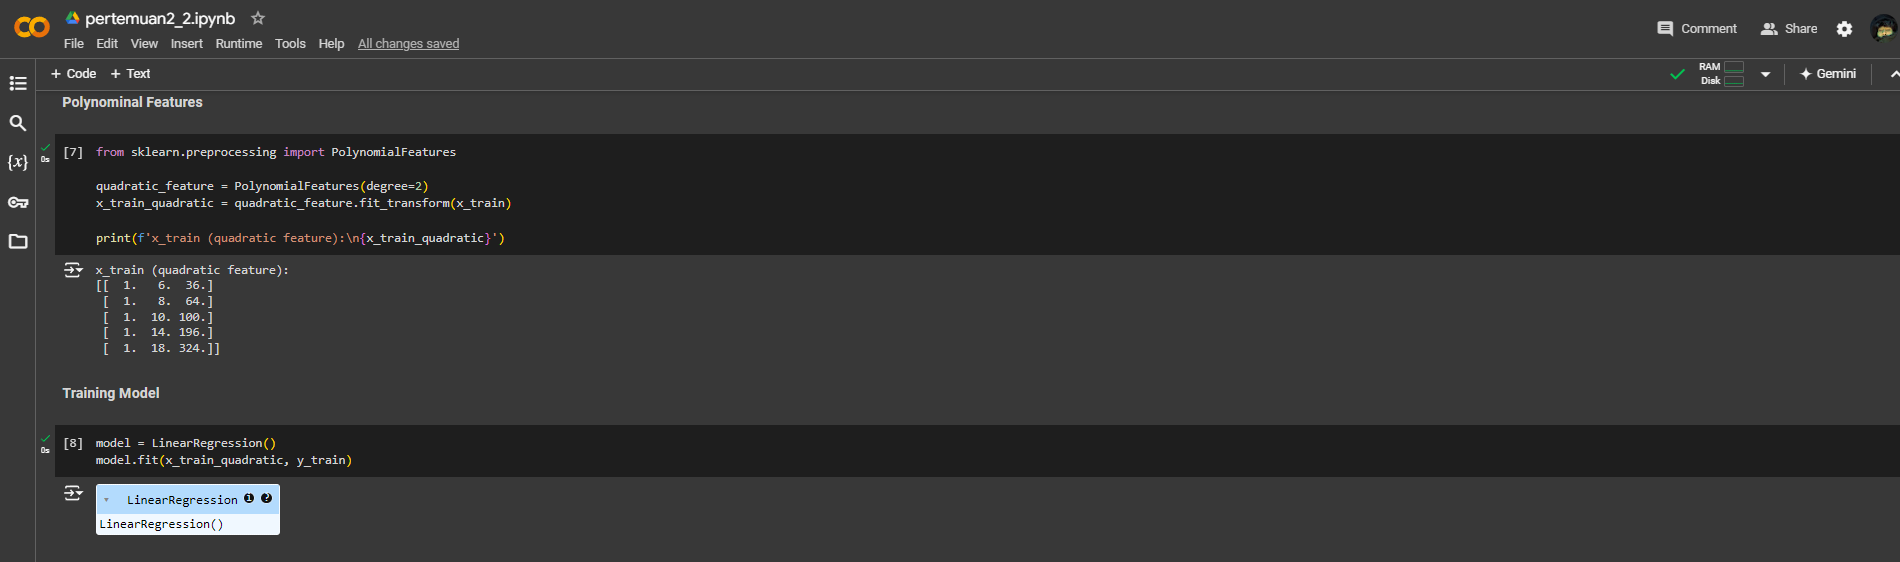 pertemuan2_2.ipynb
File Edit View Insert Runtime Tools Help All changes saved
Comment Share
+ Code + Text
RAM
Disk
Gemini
Polynominal Features
0s
[7] from sklearn.preprocessing import PolynomialFeatures
quadratic_feature = PolynomialFeatures(degree=2)
x_train_quadratic = quadratic_feature.fit_transform(x_train)
print(f'x_train (quadratic feature):\n{x_train_quadratic}')
x_train (quadratic feature):
[[  1.   6.  36.]
 [  1.   8.  64.]
 [  1.  10. 100.]
 [  1.  14. 196.]
 [  1.  18. 324.]]
Training Model
0s
[8] model = LinearRegression()
model.fit(x_train_quadratic, y_train)
LinearRegression i ?
LinearRegression()